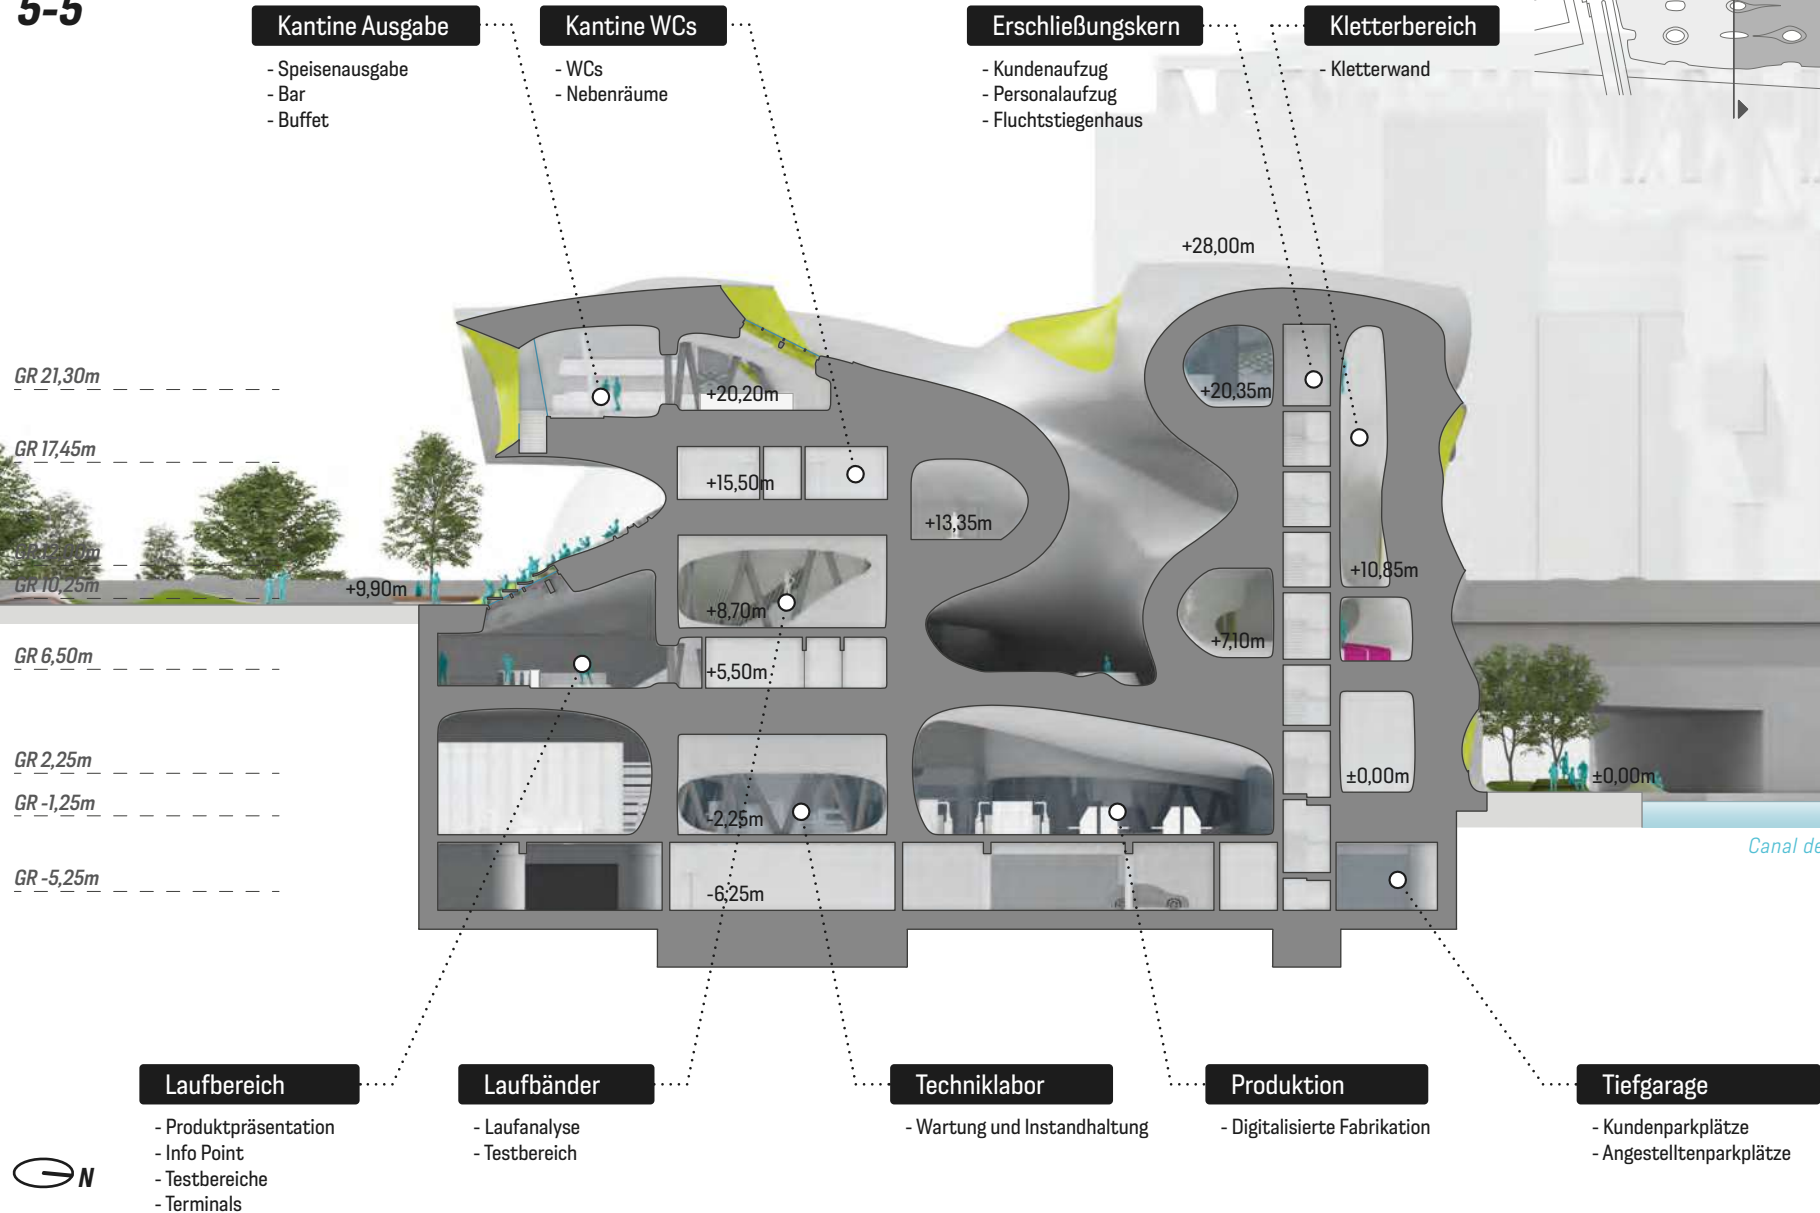 5-5
Kantine Ausgabe
- Speisenausgabe
- Bar
- Buffet
Kantine WCs
- WCs
- Nebenräume
Erschließungskern
- Kundenaufzug
- Personalaufzug
- Fluchtstiegenhaus
Kletterbereich
- Kletterwand
+28,00m
GR 21,30m
+20,20m
+20,35m
GR 17,45m
+15,50m
+13,35m
GR 10,25m
+9,90m
+8,70m
+10,85m
GR 6,50m
+5,50m
+7,10m
GR 2,25m
±0,00m
±0,00m
GR -1,25m
-2,25m
Canal de
GR -5,25m
-6,25m
Laufbereich
- Produktpräsentation
- Info Point
- Testbereiche
- Terminals
Laufbänder
- Laufanalyse
- Testbereich
Techniklabor
- Wartung und Instandhaltung
Produktion
- Digitalisierte Fabrikation
Tiefgarage
- Kundenparkplätze
- Angestelltenparkplätze
N